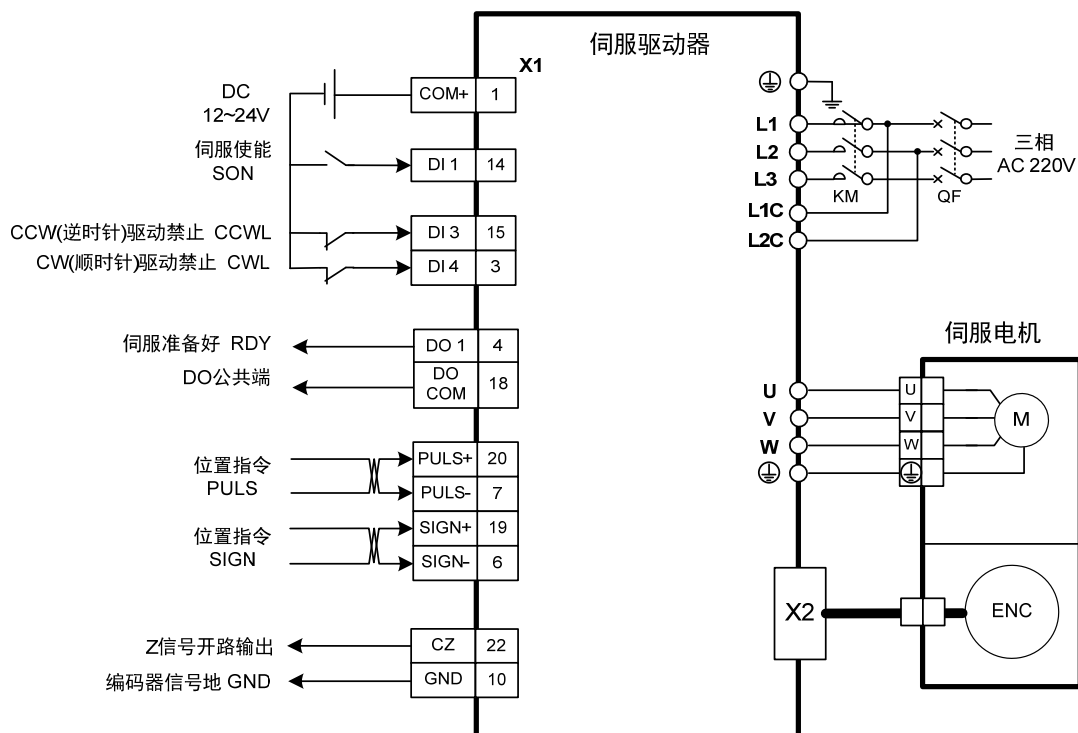 伺服驱动器
X1
DC
12~24V
COM+ 1
伺服使能
SON
DI 1 14
CCW(逆时针)驱动禁止 CCWL
DI 3 15
CW(顺时针)驱动禁止 CWL
DI 4 3
伺服准备好 RDY
DO 1 4
DO公共端
DO
COM
18
位置指令
PULS
PULS+ 20
PULS- 7
位置指令
SIGN
SIGN+ 19
SIGN- 6
Z信号开路输出
CZ 22
编码器信号地 GND
GND 10
L1
L2
L3
L1C
L2C
KM
QF
三相
AC 220V
伺服电机
U
V
W
U
V
W
M
X2
ENC